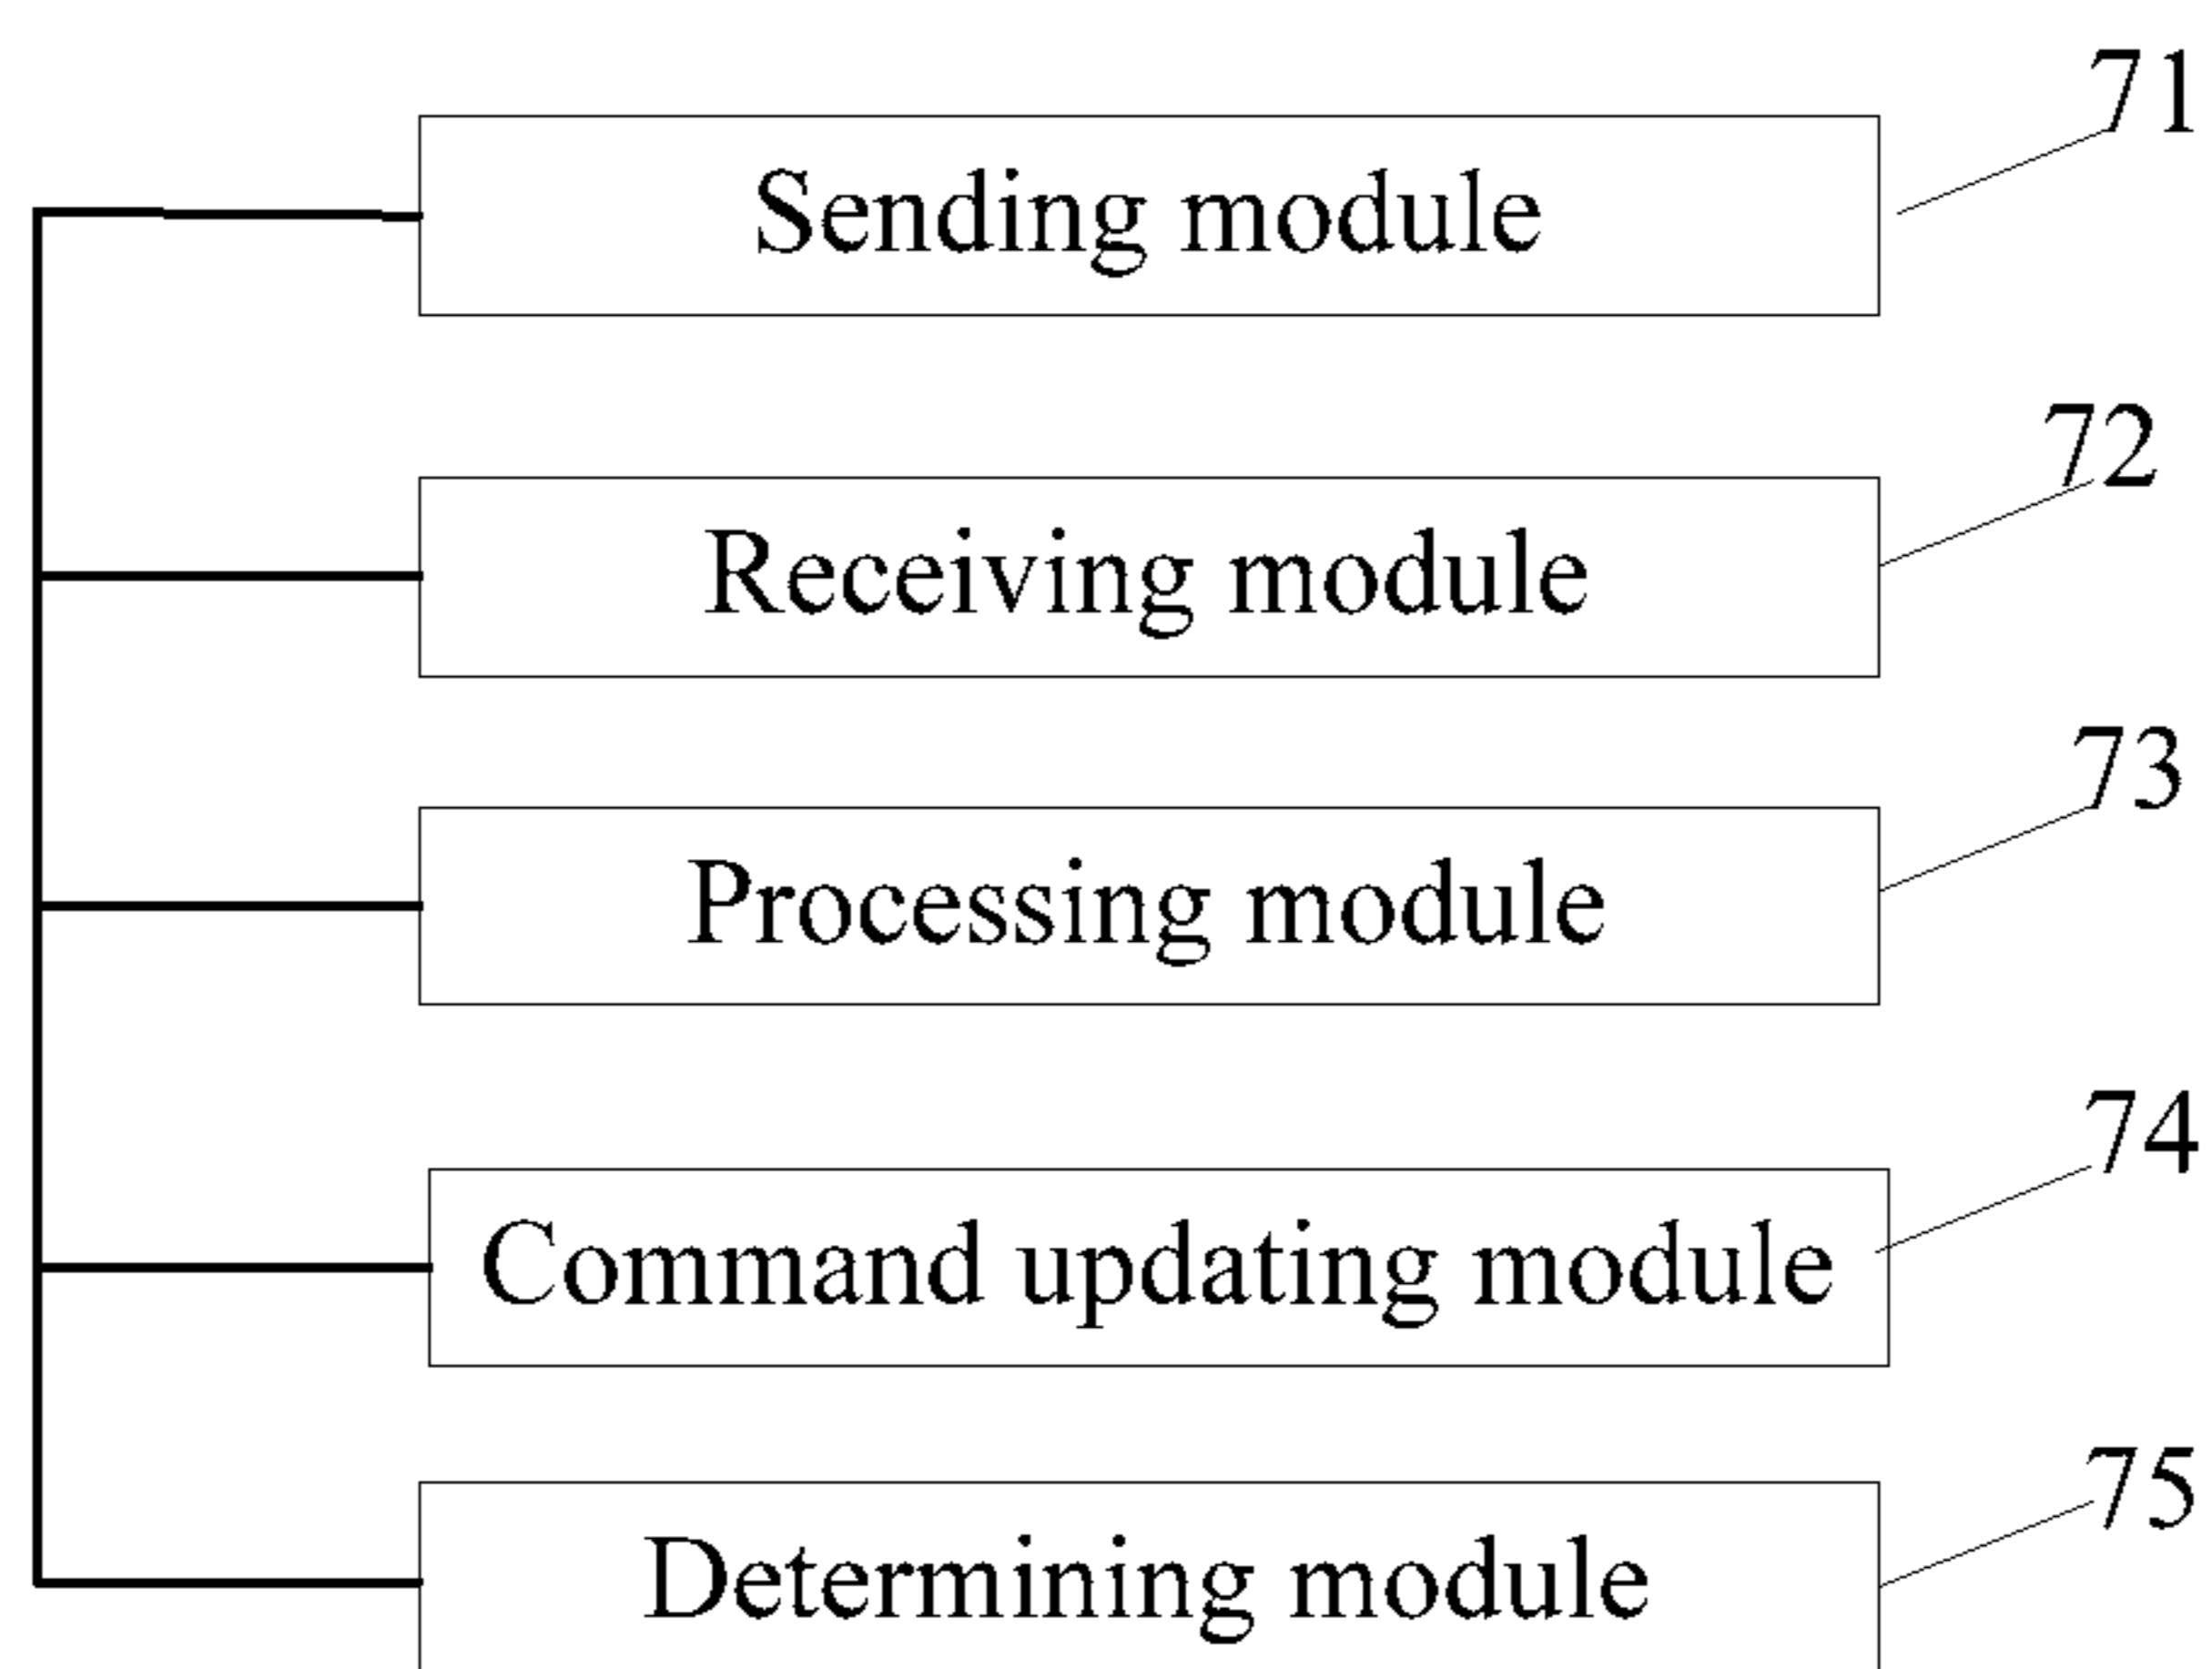 71
Sending module
72
Receiving module
73
Processing module
74
Command updating module
75
Determining module